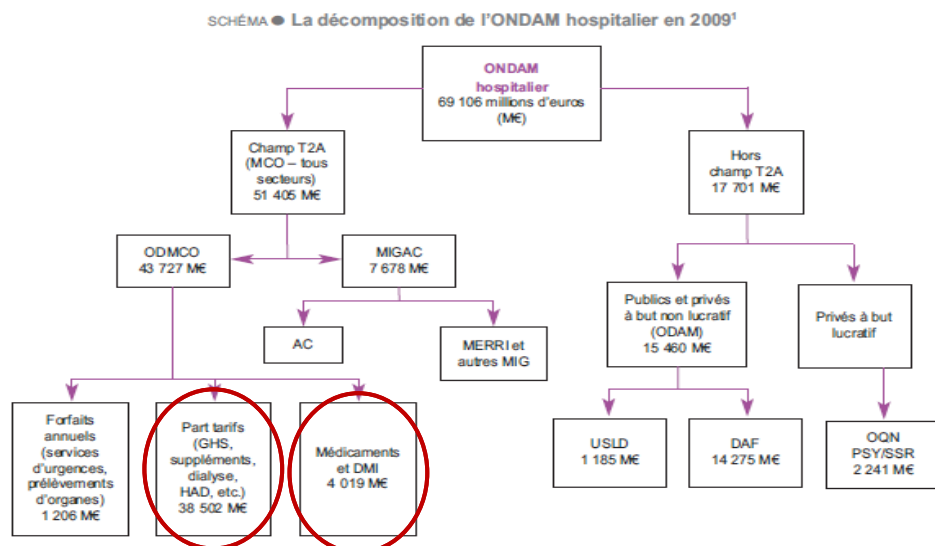 SCHÉMA ● La décomposition de l'ONDAM hospitalier en 2009¹
ONDAM
hospitalier
69 106 millions d'euros
(M€)
Champ T2A
(MCO – tous
secteurs)
51 405 M€
Hors
champ T2A
17 701 M€
ODMCO
43 727 M€
MIGAC
7 678 M€
Publics et privés
à but non lucratif
(ODAM)
15 460 M€
Privés à but
lucratif
AC
MERRI et
autres MIG
Forfaits
annuels
(services
d'urgences,
prélèvements
d'organes)
1 206 M€
Part tarifs
(GHS,
suppléments,
dialyse,
HAD, etc.)
38 502 M€
Médicaments
et DMI
4 019 M€
USLD
1 185 M€
DAF
14 275 M€
OQN
PSY/SSR
2 241 M€